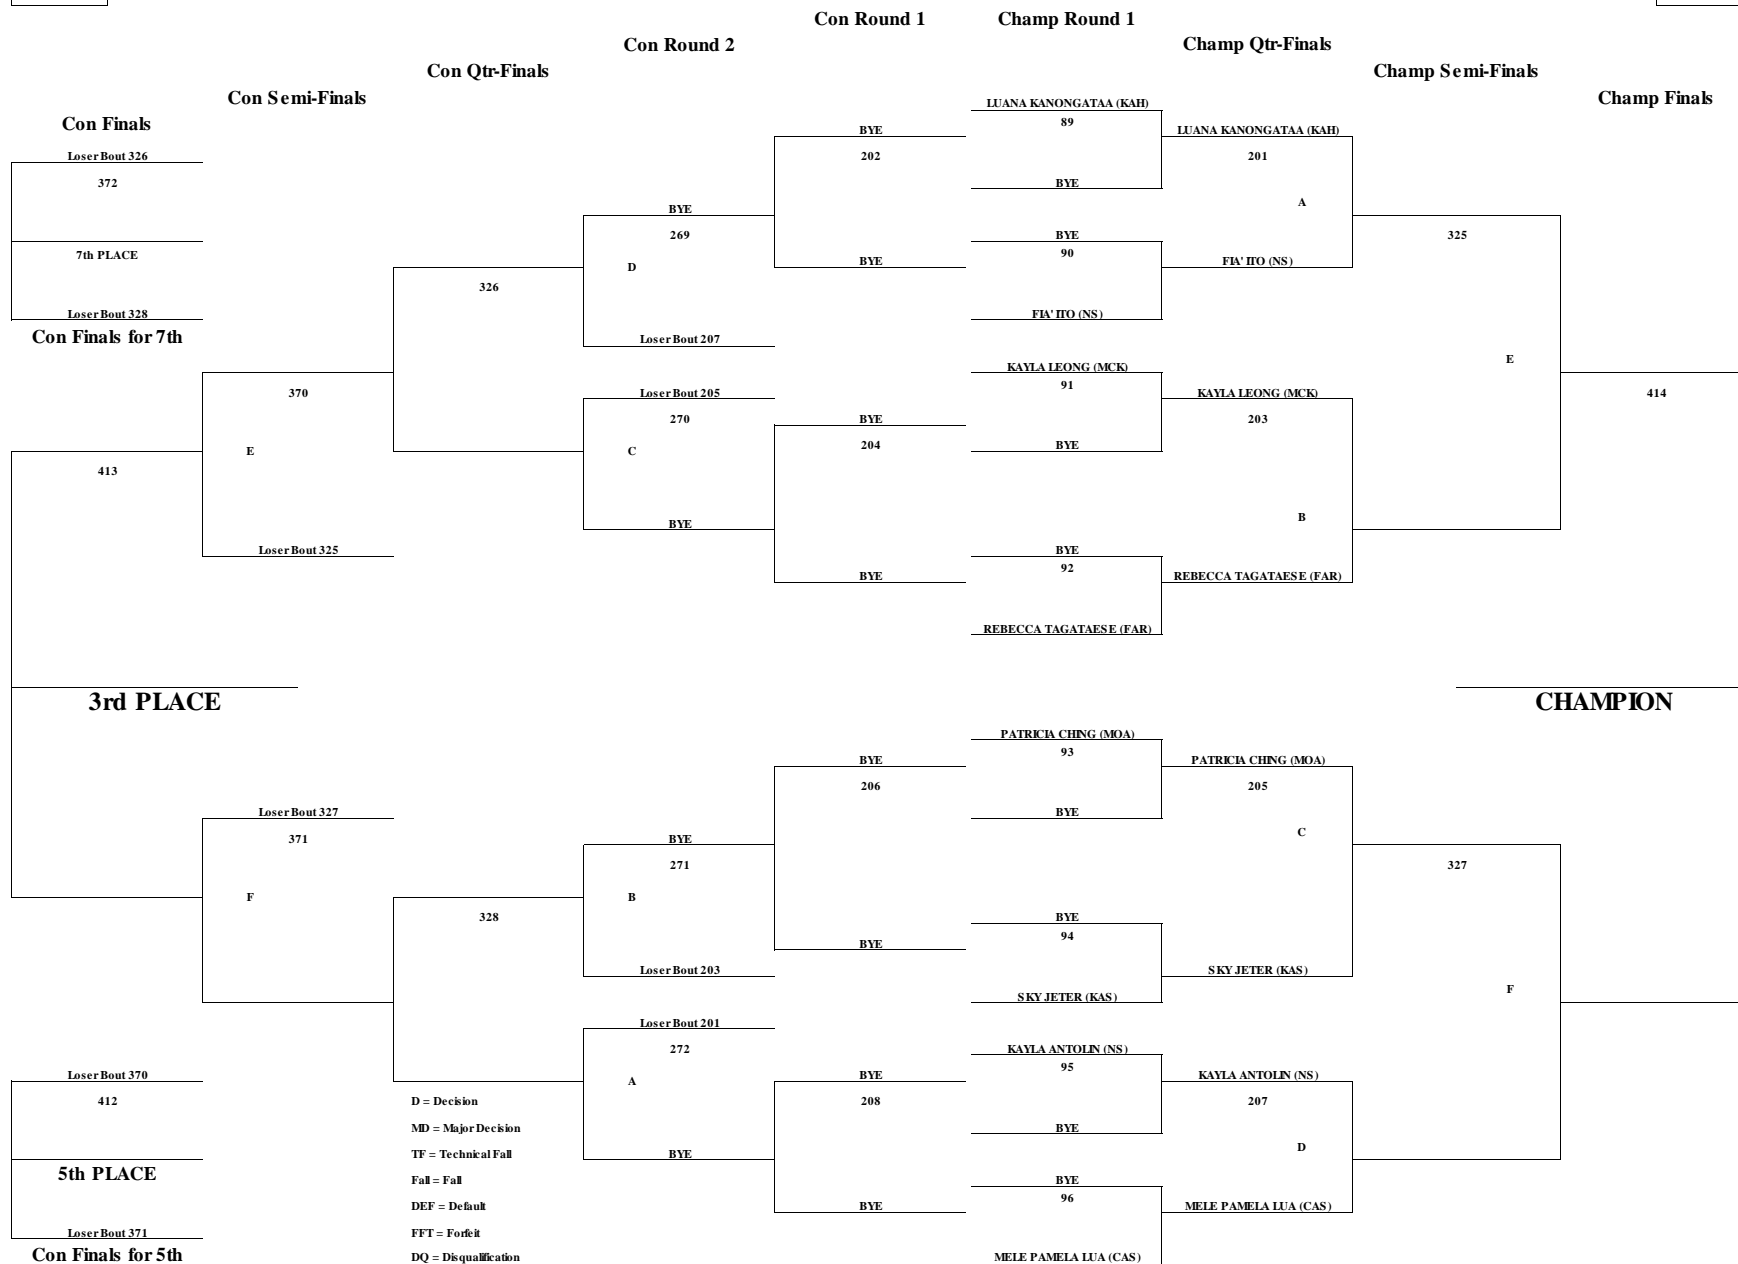 Con Round 1
Champ Round 1
Con Round 2
Champ Qtr-Finals
Con Qtr-Finals
Champ Semi-Finals
Con Semi-Finals
Champ Finals
Con Finals
LUANA KANONGATAA (KAH)
89
BYE
LUANA KANONGATAA (KAH)
Loser Bout 326
202
201
372
BYE
A
BYE
269
BYE
325
7th PLACE
90
D
BYE
FIA'ITO (NS)
326
Loser Bout 328
FIA'ITO (NS)
Con Finals for 7th
Loser Bout 207
E
KAYLA LEONG (MCK)
91
370
Loser Bout 205
KAYLA LEONG (MCK)
414
270
BYE
203
E
C
204
BYE
413
B
BYE
Loser Bout 325
BYE
92
BYE
REBECCA TAGATAESE (FAR)
REBECCA TAGATAESE (FAR)
3rd PLACE
CHAMPION
PATRICIA CHING (MOA)
93
BYE
PATRICIA CHING (MOA)
206
205
Loser Bout 327
BYE
371
BYE
C
271
327
F
B
328
BYE
94
BYE
Loser Bout 203
SKY JETER (KAS)
F
SKY JETER (KAS)
Loser Bout 201
272
KAYLA ANTOLIN (NS)
95
Loser Bout 370
A
BYE
KAYLA ANTOLIN (NS)
412
D = Decision
208
207
MD = Major Decision
BYE
D
TF = Technical Fall
BYE
5th PLACE
Fall = Fall
BYE
96
DEF = Default
BYE
MELE PAMELA LUA (CAS)
Loser Bout 371
FFT = Forfeit
Con Finals for 5th
DQ = Disqualification
MELE PAMELA LUA (CAS)